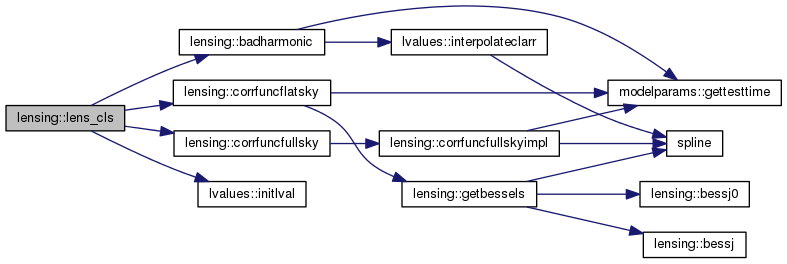 lensing::badharmonic
lvalues::interpolateclarr
lensing::corrfuncflatsky
modelparams::gettesttime
lensing::lens_cls
lensing::corrfuncfullsky
lensing::corrfuncfullskyimpl
spline
lvalues::initlval
lensing::getbessels
lensing::bessj0
lensing::bessj